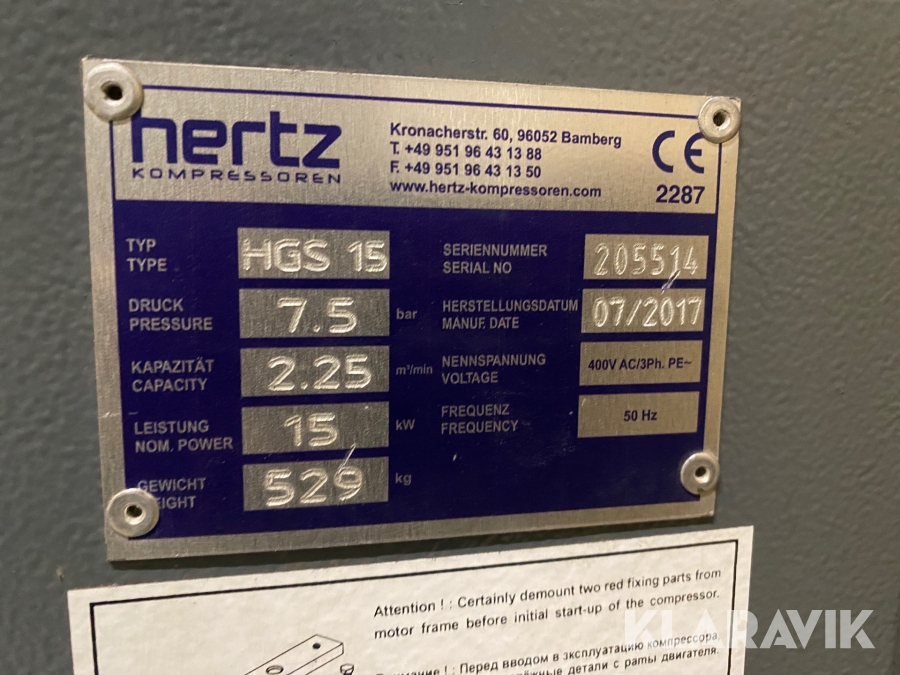 hertz
KOMPRESSOREN
Kronacherstr. 60, 96052 Bamberg
T. +49 951 96 43 13 88
F. +49 951 96 43 13 50
www.hertz-kompressoren.com
CE
2287
TYP
TYPE
HGS 15
DRUCK
PRESSURE
7.5 bar
KAPAZITÄT
CAPACITY
2.25 m³/min
LEISTUNG
NOM. POWER
15 kW
GEWICHT
529 kg
SERIENNUMMER
SERIAL NO
205514
HERSTELLUNGSDATUM
MANUF. DATE
07/2017
NENNSPANNUNG
VOLTAGE
400V AC/3Ph. PE~
FREQUENZ
FREQUENCY
50 Hz
Attention ! : Certainly demount two red fixing parts from
motor frame before initial start-up of the compressor.
! : Перед вводом в эксплуатацию компрессора
детали с рамы двигателя.
KLARAVIK